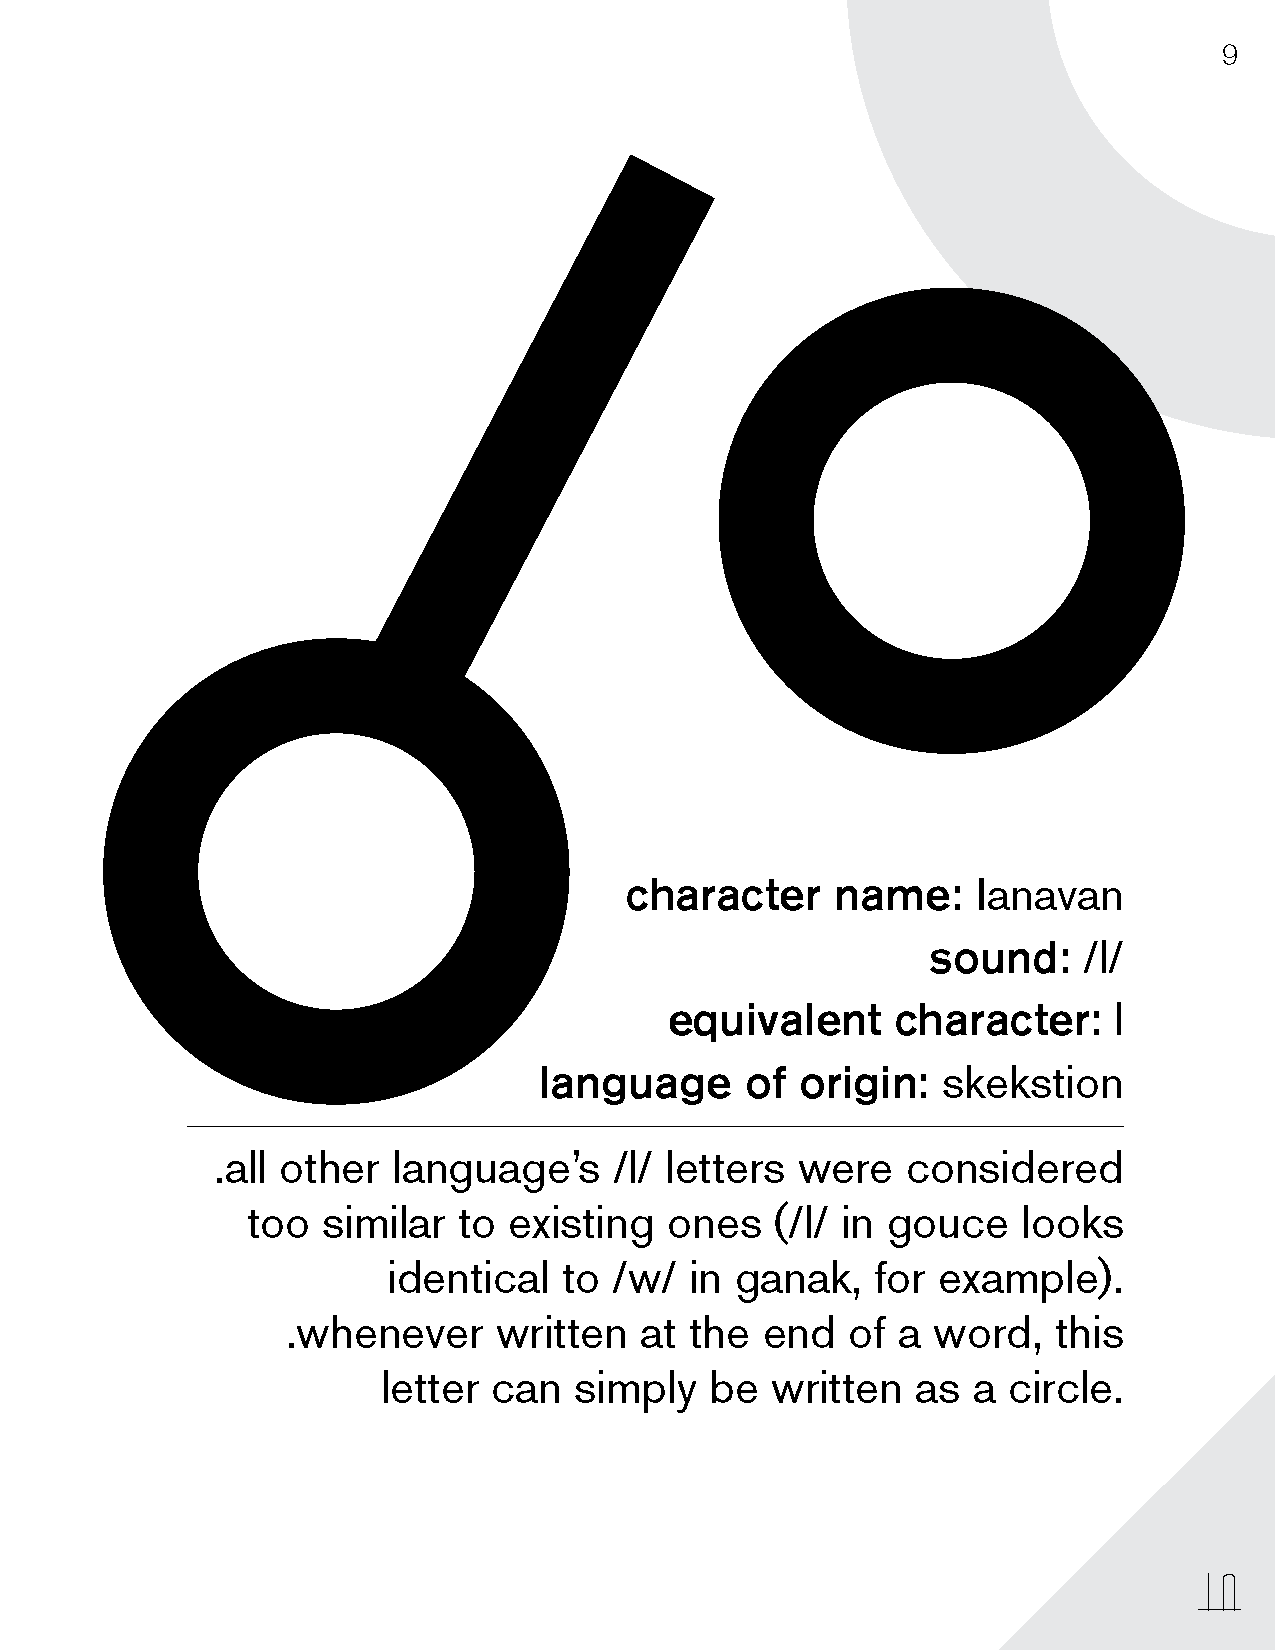 9
character name: lanavan
sound: /l/
equivalent character: l
language of origin: skekstion
.all other language’s /l/ letters were considered
too similar to existing ones (/l/ in gouce looks
identical to /w/ in ganak, for example).
.whenever written at the end of a word, this
letter can simply be written as a circle.